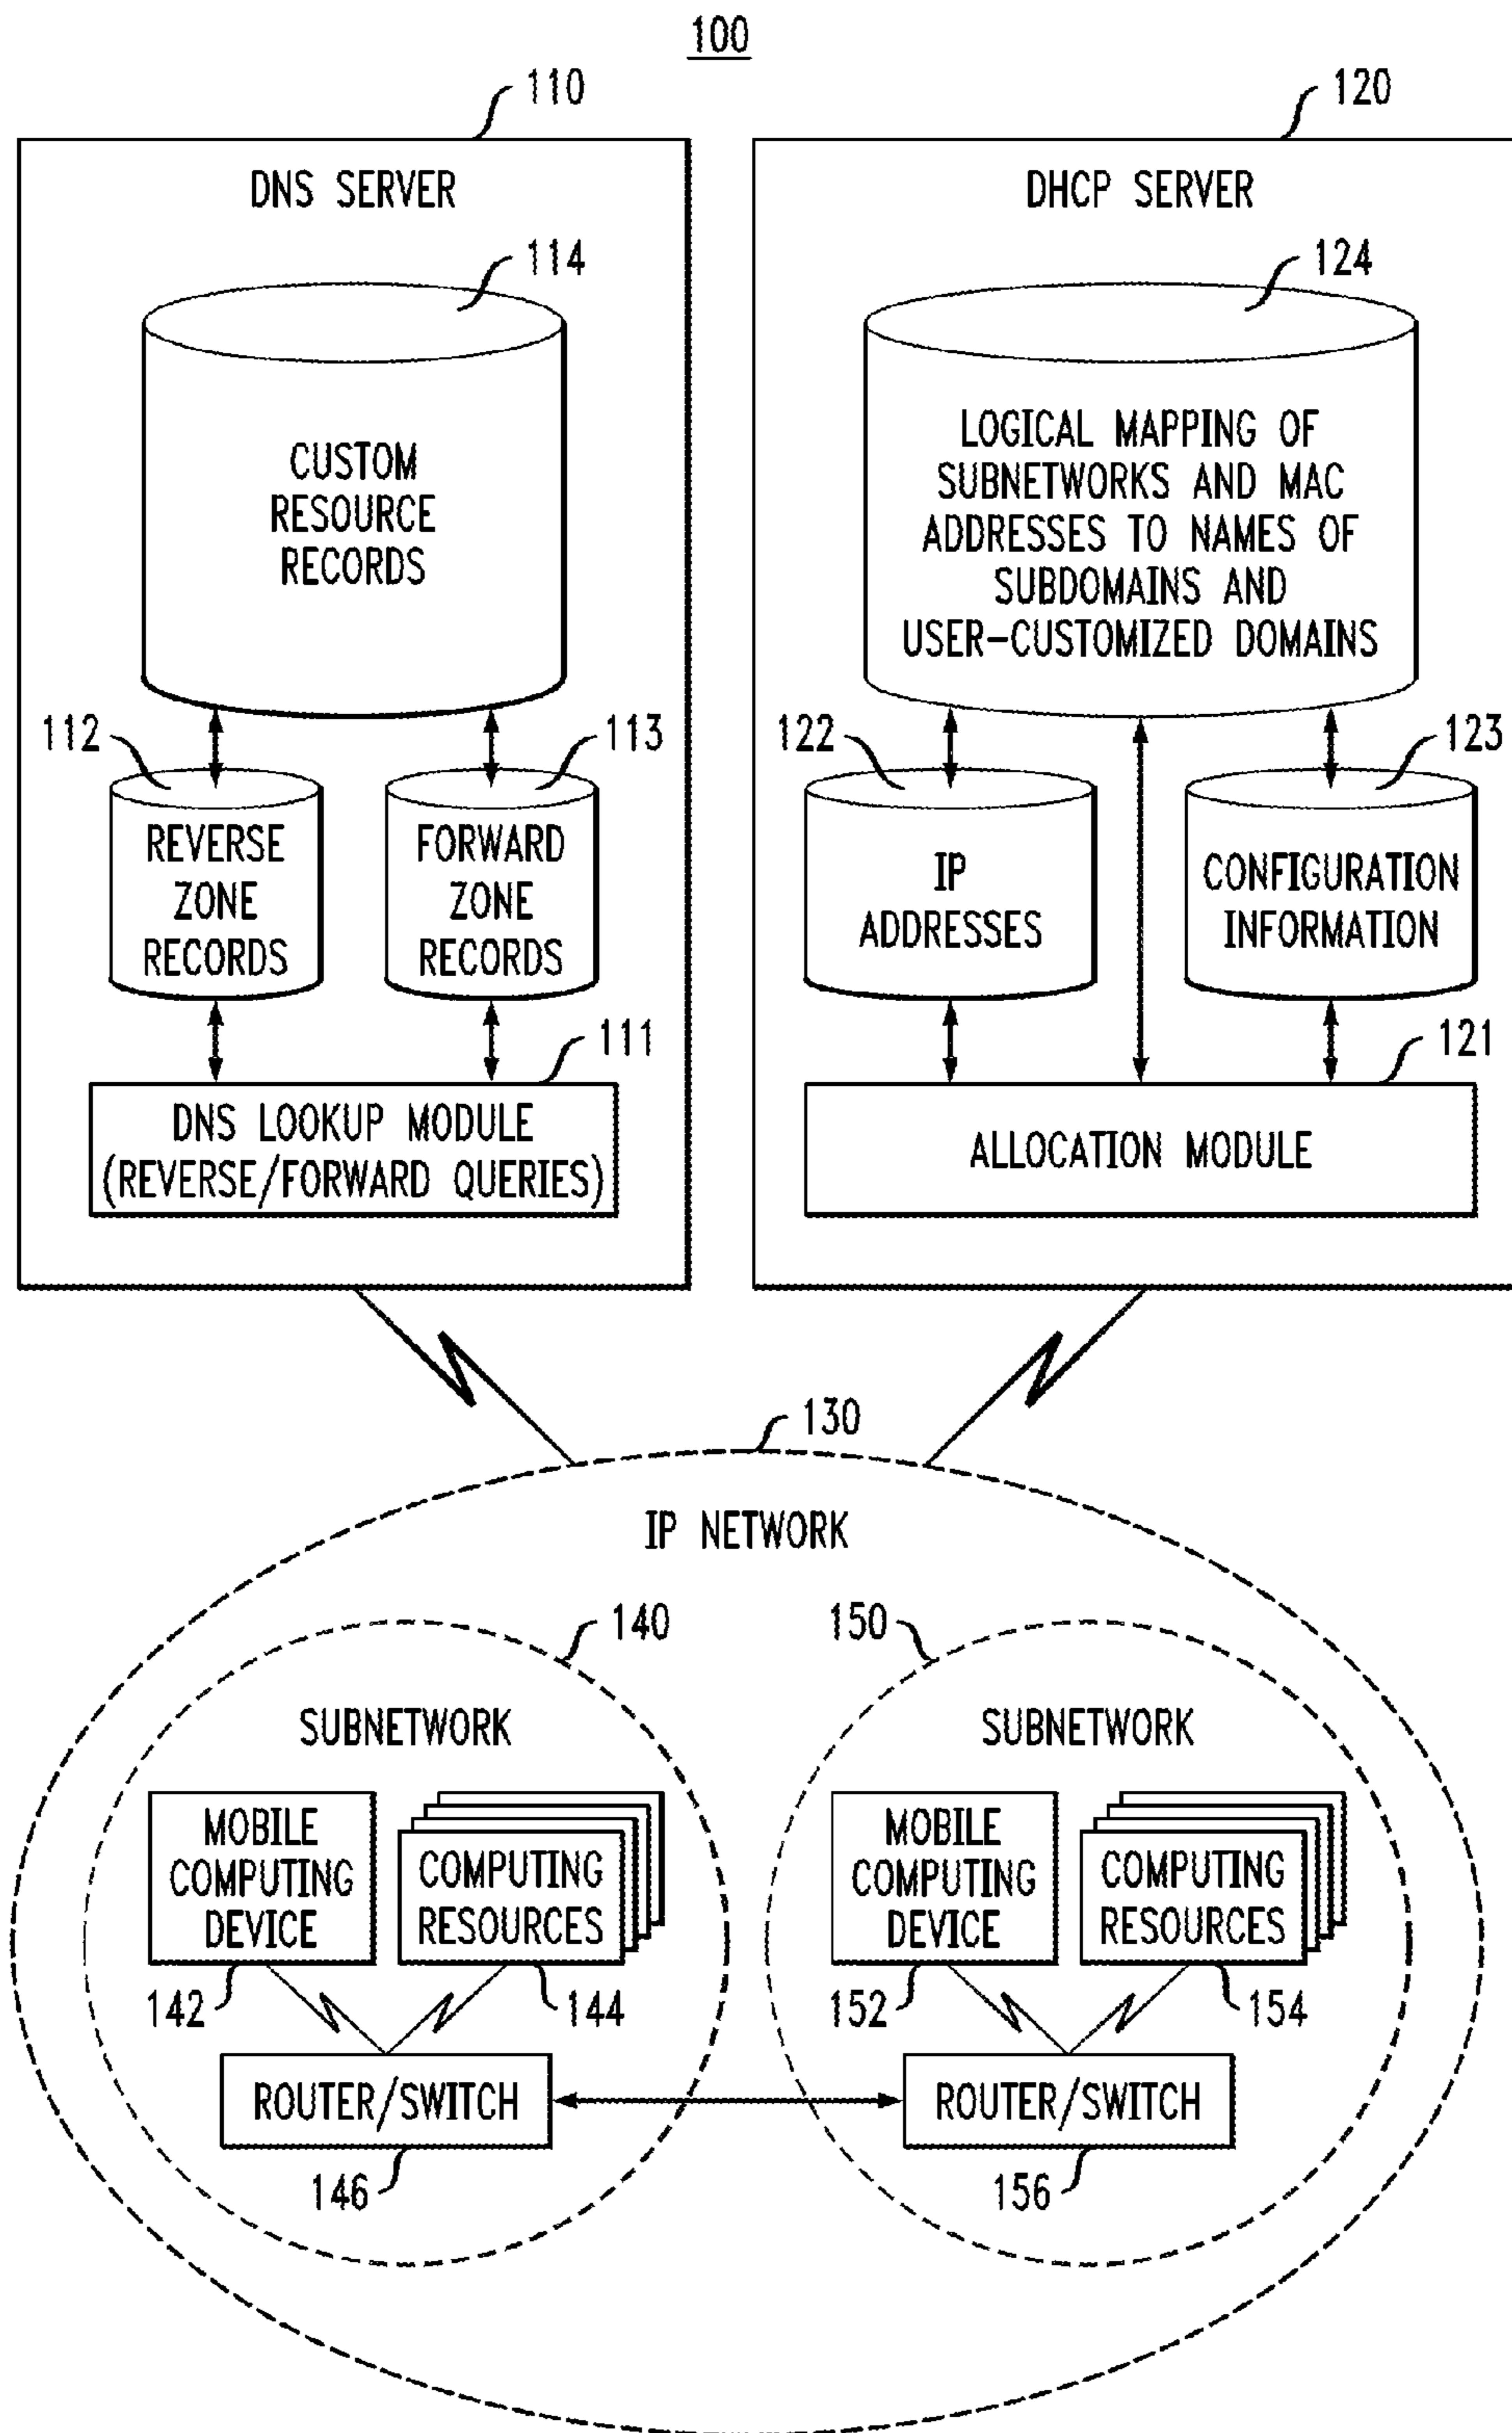 100
110
120
DNS SERVER
DHCP SERVER
114
124
CUSTOM
RESOURCE
RECORDS
LOGICAL MAPPING OF
SUBNETWORKS AND MAC
ADDRESSES TO NAMES OF
SUBDOMAINS AND
USER-CUSTOMIZED DOMAINS
112
113
122
123
REVERSE
ZONE
RECORDS
FORWARD
ZONE
RECORDS
IP
ADDRESSES
CONFIGURATION
INFORMATION
111
121
DNS LOOKUP MODULE
(REVERSE/FORWARD QUERIES)
ALLOCATION MODULE
130
IP NETWORK
140
150
SUBNETWORK
SUBNETWORK
MOBILE
COMPUTING
DEVICE
COMPUTING
RESOURCES
MOBILE
COMPUTING
DEVICE
COMPUTING
RESOURCES
142
144
152
154
ROUTER/SWITCH
ROUTER/SWITCH
146
156